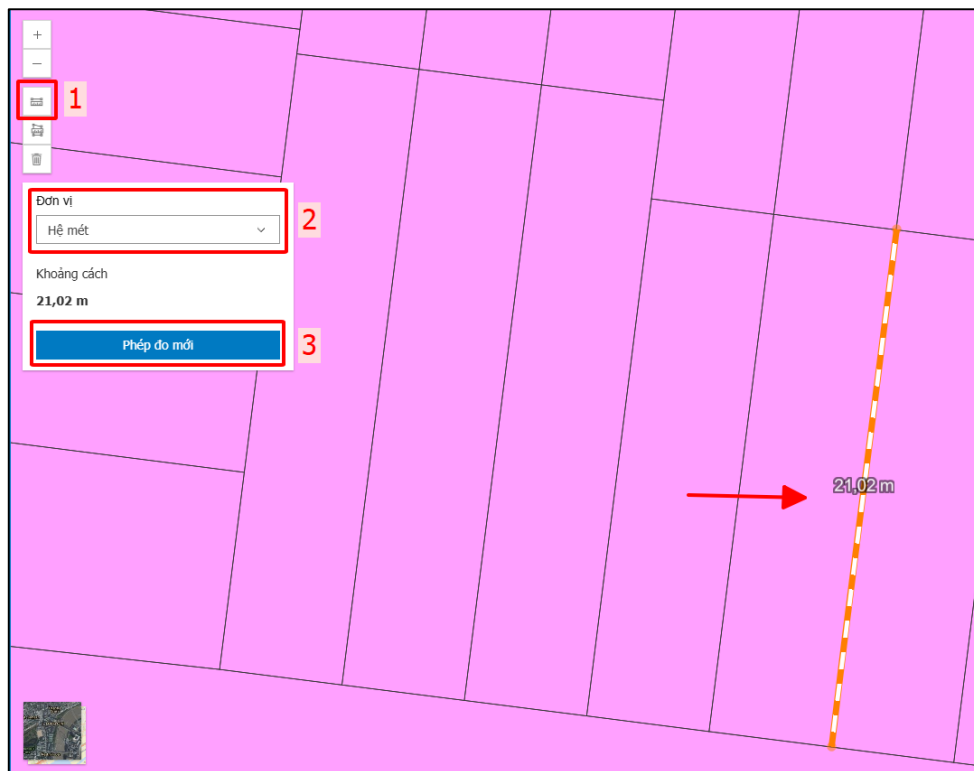 +
−
1
Đơn vị
Hệ mét
2
Khoảng cách
21,02 m
Phép đo mới
3
21,02 m